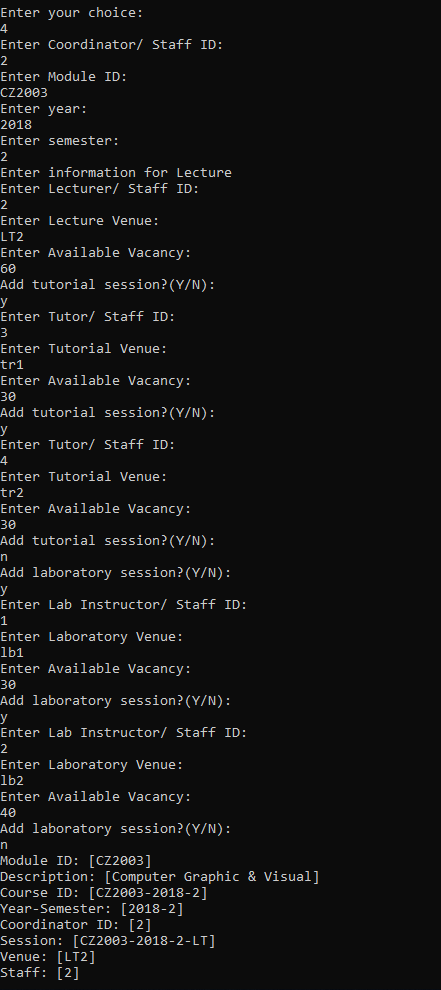 Enter your choice:
4
Enter Coordinator/ Staff ID:
2
Enter Module ID:
CZ2003
Enter year:
2018
Enter semester:
2
Enter information for Lecture
Enter Lecturer/ Staff ID:
2
Enter Lecture Venue:
LT2
Enter Available Vacancy:
60
Add tutorial session?(Y/N):
y
Enter Tutor/ Staff ID:
3
Enter Tutorial Venue:
tr1
Enter Available Vacancy:
30
Add tutorial session?(Y/N):
y
Enter Tutor/ Staff ID:
4
Enter Tutorial Venue:
tr2
Enter Available Vacancy:
30
Add tutorial session?(Y/N):
n
Add laboratory session?(Y/N):
y
Enter Lab Instructor/ Staff ID:
1
Enter Laboratory Venue:
lb1
Enter Available Vacancy:
30
Add laboratory session?(Y/N):
y
Enter Lab Instructor/ Staff ID:
2
Enter Laboratory Venue:
lb2
Enter Available Vacancy:
40
Add laboratory session?(Y/N):
n
Module ID: [CZ2003]
Description: [Computer Graphic & Visual]
Course ID: [CZ2003-2018-2]
Year-Semester: [2018-2]
Coordinator ID: [2]
Session: [CZ2003-2018-2-LT]
Venue: [LT2]
Staff: [2]